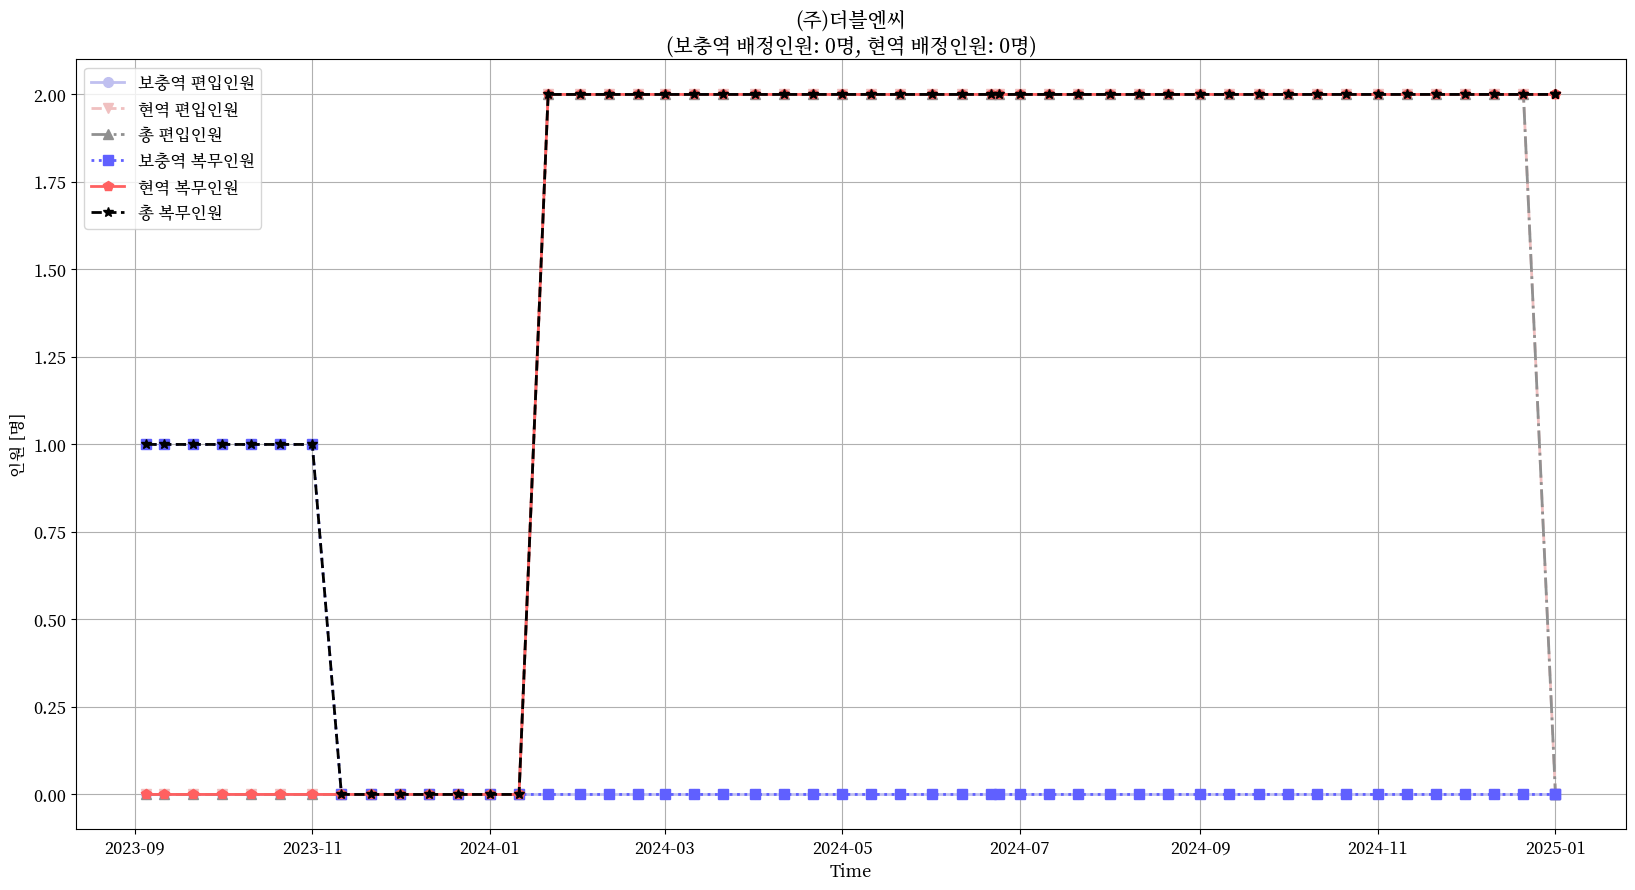 (주)더블엔씨
(보충역 배정인원: 0명, 현역 배정인원: 0명)
보충역 편입인원
현역 편입인원
총 편입인원
보충역 복무인원
현역 복무인원
총 복무인원
2.00
1.75
1.50
1.25
1.00
0.75
0.50
0.25
0.00
인원 [명]
2023-09 2023-11 2024-01 2024-03 2024-05 2024-07 2024-09 2024-11 2025-01
Time